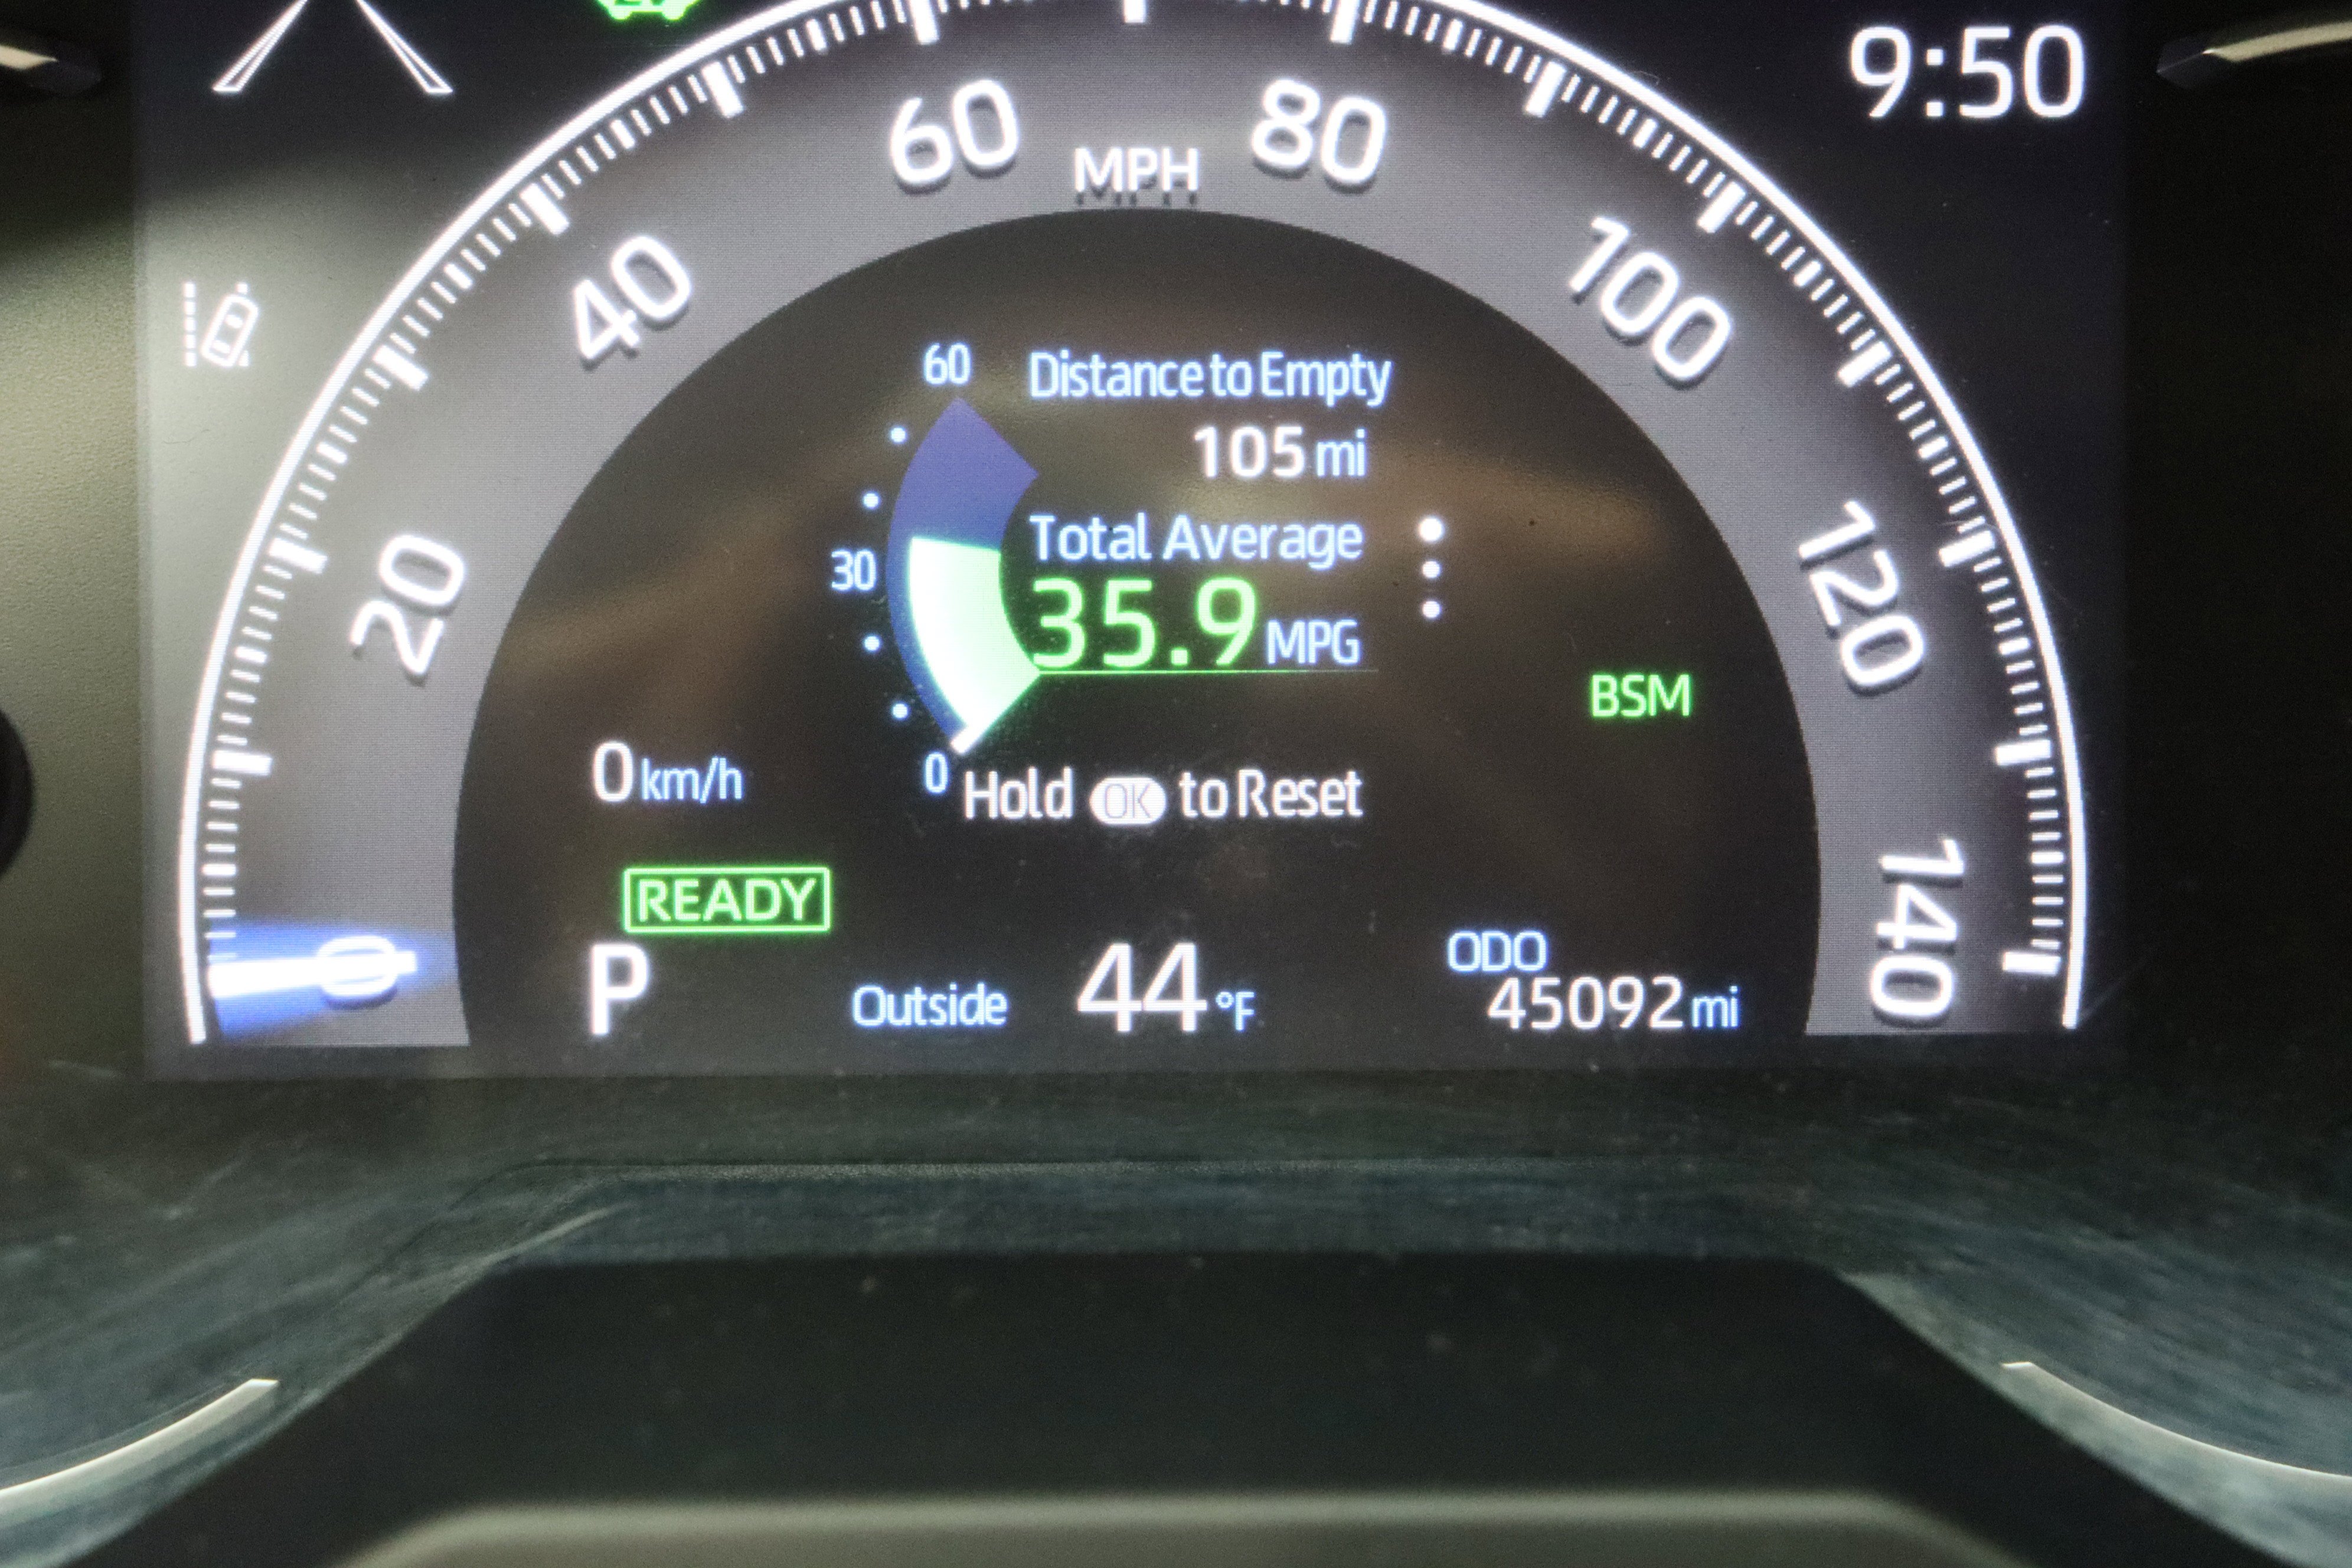 9:50
60
80
MPH
40
100
60
Distance to Empty
105 mi
20
Total Average
120
30
35.9 MPG
BSM
0 km/h
0
Hold OK to Reset
READY
140
0
P
Outside 44 °F
ODO
45092 mi